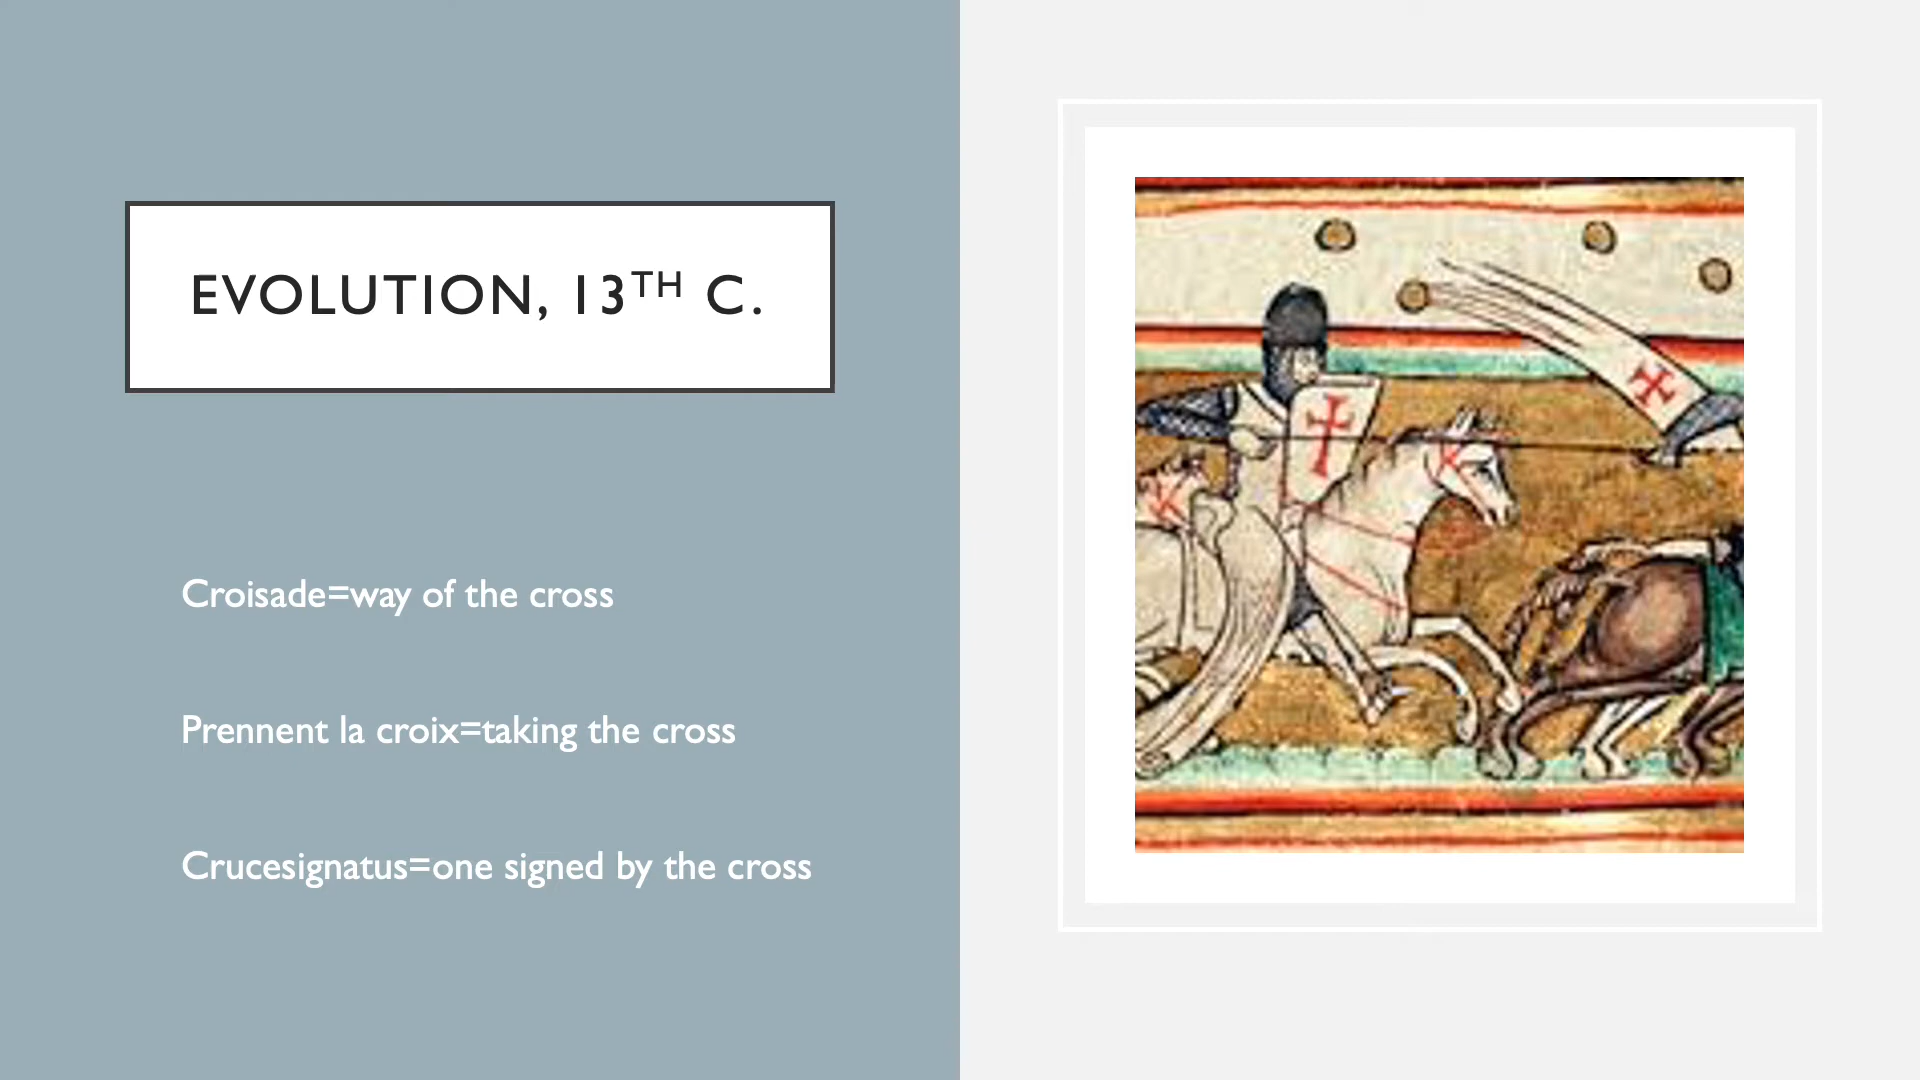 EVOLUTION, 13TH C.
Croisade=way of the cross
Prennent la croix=taking the cross
Crucesignatus=one signed by the cross